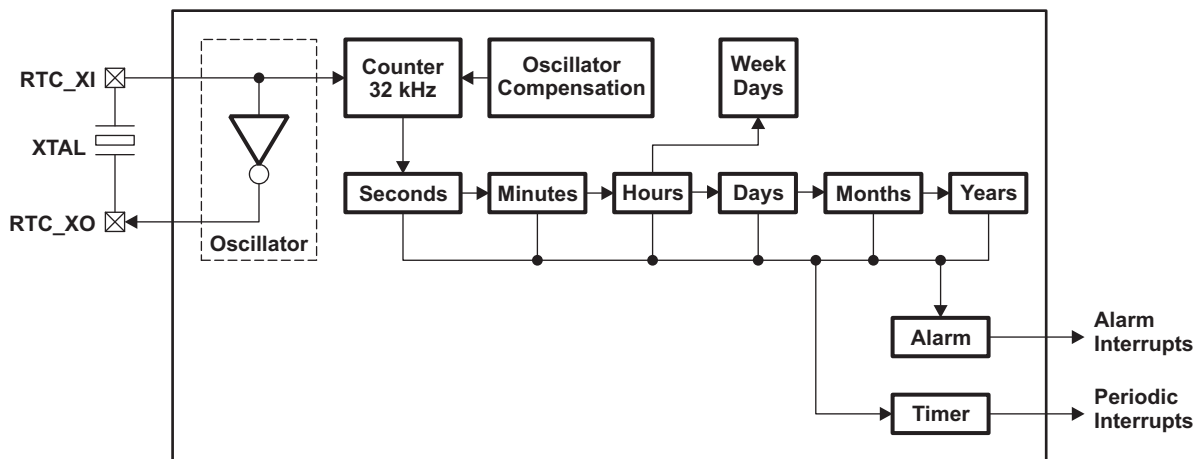 RTC_XI
XTAL
RTC_XO
Oscillator
Counter
32 kHz
Oscillator
Compensation
Week
Days
Seconds
Minutes
Hours
Days
Months
Years
Alarm
Alarm
Interrupts
Timer
Periodic
Interrupts